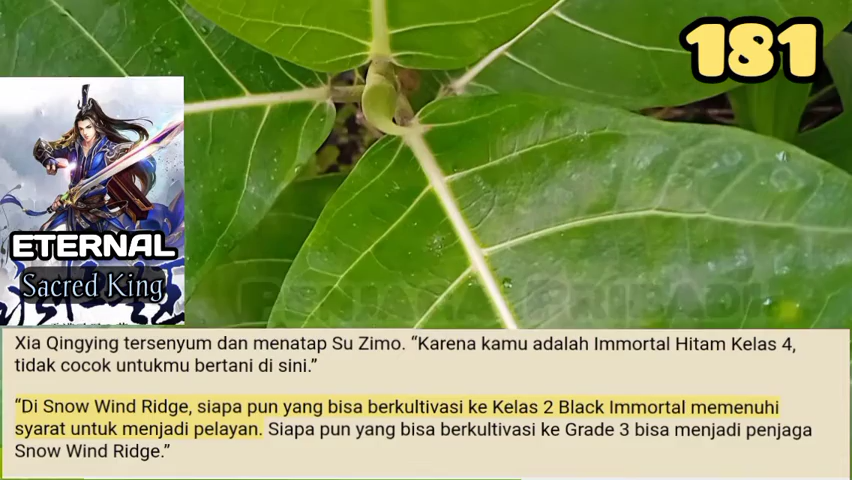 181
ETERNAL
Sacred King
PENJARA PRIBADI
Xia Qingying tersenyum dan menatap Su Zimo. “Karena kamu adalah Immortal Hitam Kelas 4,
tidak cocok untukmu bertani di sini.”
“Di Snow Wind Ridge, siapa pun yang bisa berkultivasi ke Kelas 2 Black Immortal memenuhi
syarat untuk menjadi pelayan. Siapa pun yang bisa berkultivasi ke Grade 3 bisa menjadi penjaga
Snow Wind Ridge.”